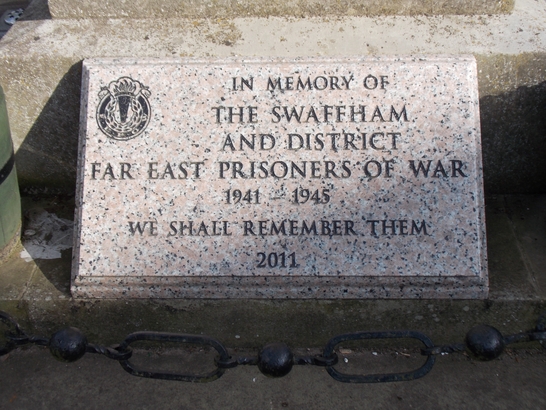 IN MEMORY OF
THE SWAFFHAM
AND DISTRICT
FAR EAST PRISONERS OF WAR
1941 – 1945
WE SHALL REMEMBER THEM
2011